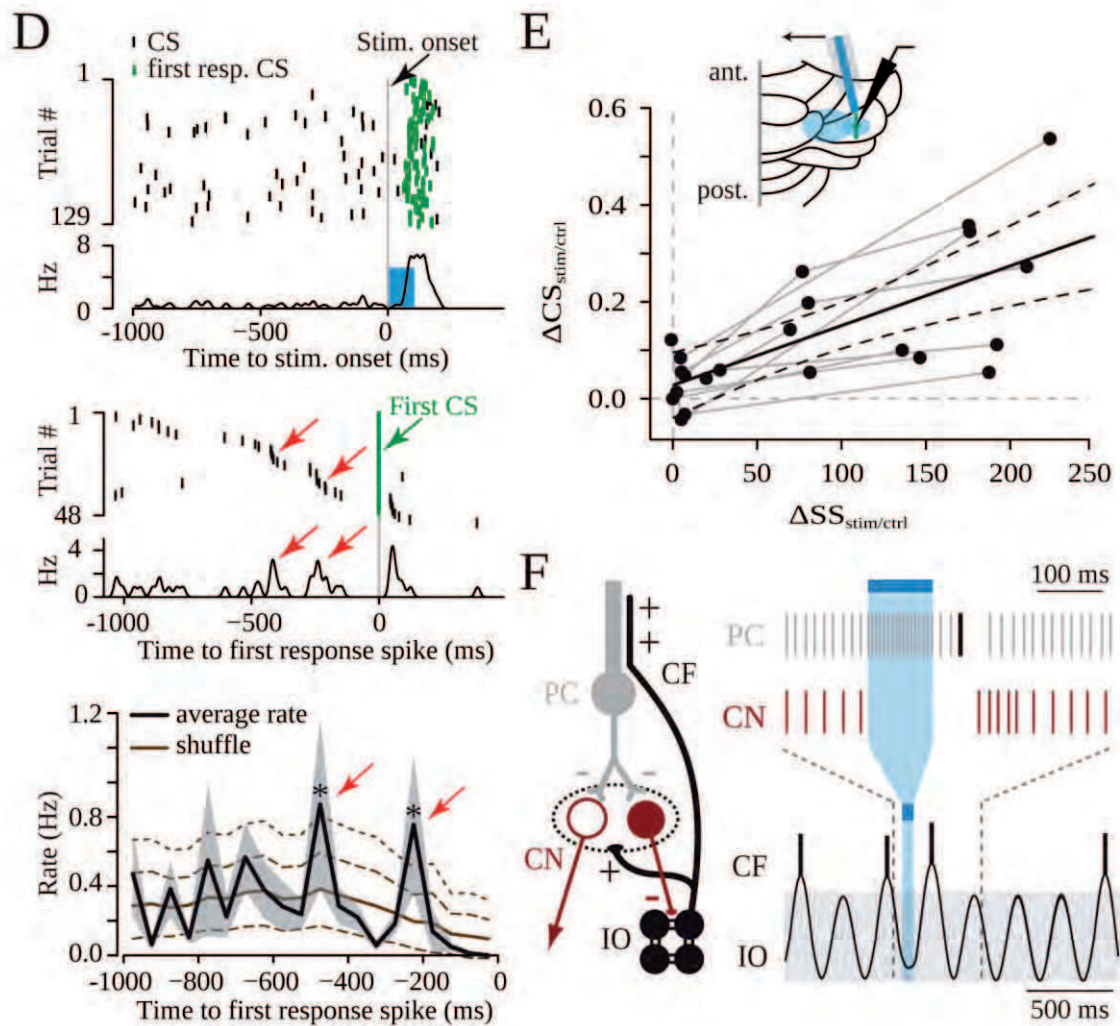 D
CS
first resp. CS
Stim. onset
1
Trial #
129
8
Hz
0
-1000
−500
0
Time to stim. onset (ms)
1
First CS
Trial #
48
4
Hz
0
-1000
−500
0
Time to first response spike (ms)
1.2
average rate
shuffle
0.8
* *
Rate (Hz)
0.4
0.0
−1000 −800 −600 −400 −200 0
Time to first response spike (ms)
E
ant.
post.
0.6
0.4
0.2
0.0
ΔCSstim/ctrl
0 50 100 150 200 250
ΔSSstim/ctrl
F
+
+
CF
PC
- -
CN
+
-
IO
100 ms
PC
CN
CF
IO
500 ms